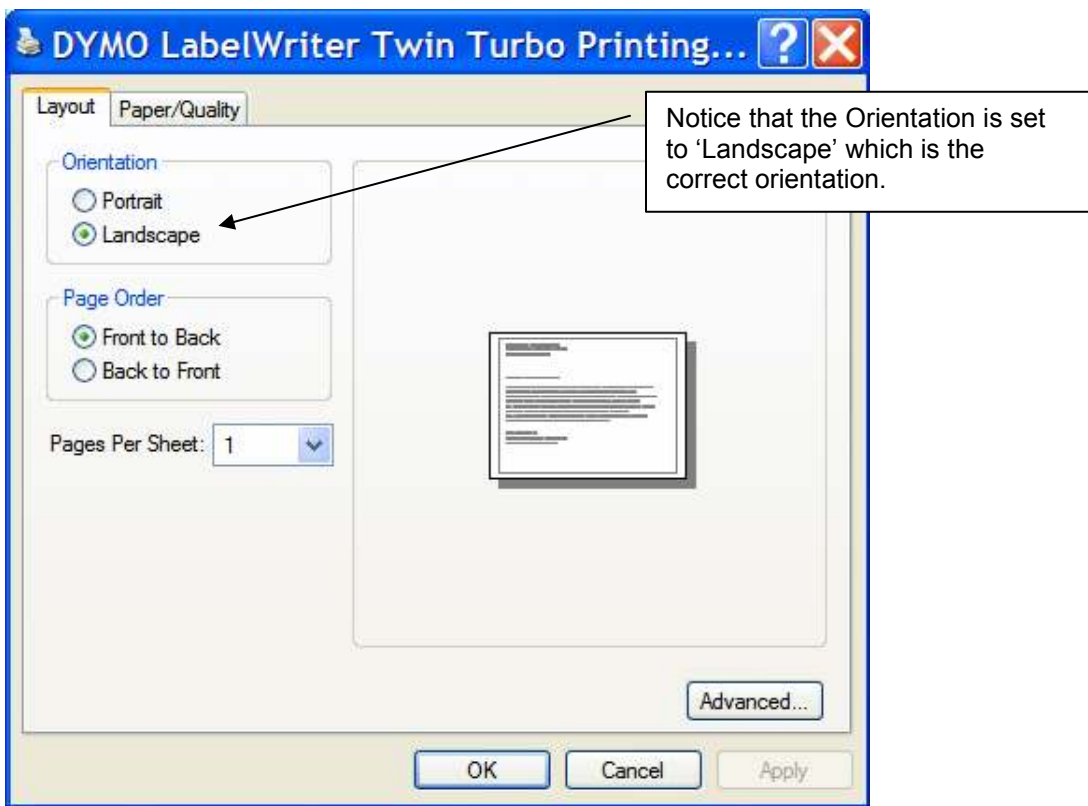 DYMO LabelWriter Twin Turbo Printing...
Layout
Paper/Quality
Notice that the Orientation is set
to ‘Landscape’ which is the
correct orientation.
Orientation
Portrait
Landscape
Page Order
Front to Back
Back to Front
Pages Per Sheet: 1
Advanced...
OK
Cancel
Apply